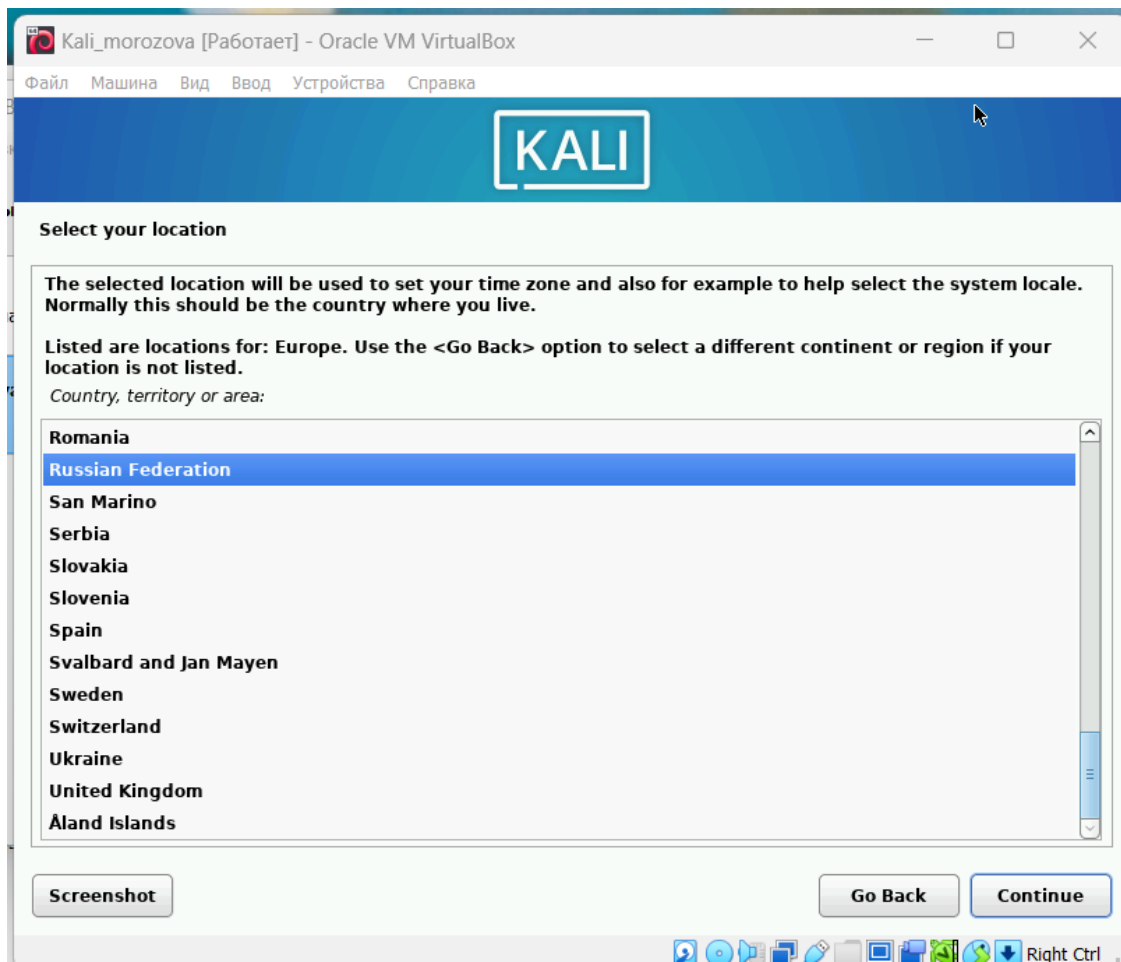 Kali_morozova [Работает] - Oracle VM VirtualBox
Файл Машина Вид Ввод Устройства Справка
KALI
Select your location
The selected location will be used to set your time zone and also for example to help select the system locale.
Normally this should be the country where you live.
Listed are locations for: Europe. Use the <Go Back> option to select a different continent or region if your
location is not listed.
Country, territory or area:
Romania
Russian Federation
San Marino
Serbia
Slovakia
Slovenia
Spain
Svalbard and Jan Mayen
Sweden
Switzerland
Ukraine
United Kingdom
Åland Islands
Screenshot Go Back Continue
Right Ctrl